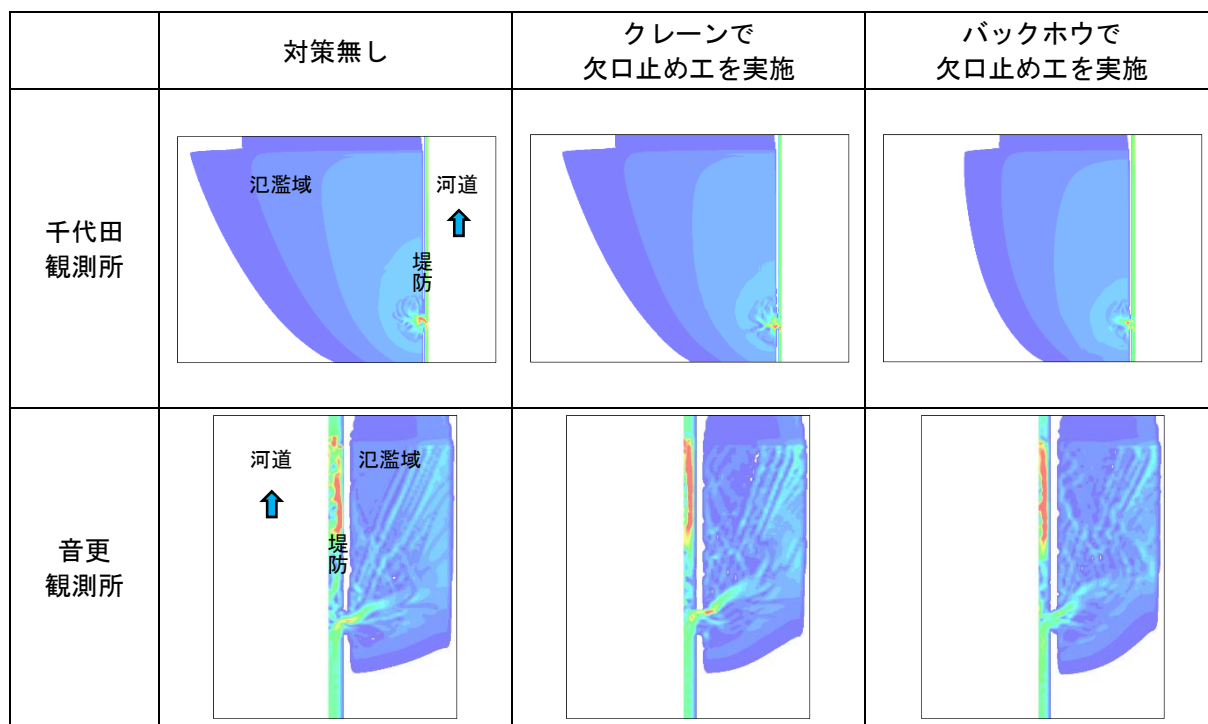 対策無し
クレーンで
欠口止め工を実施
バックホウで
欠口止め工を実施
千代田
観測所
氾濫域
河道
堤防
音更
観測所
河道
氾濫域
堤防